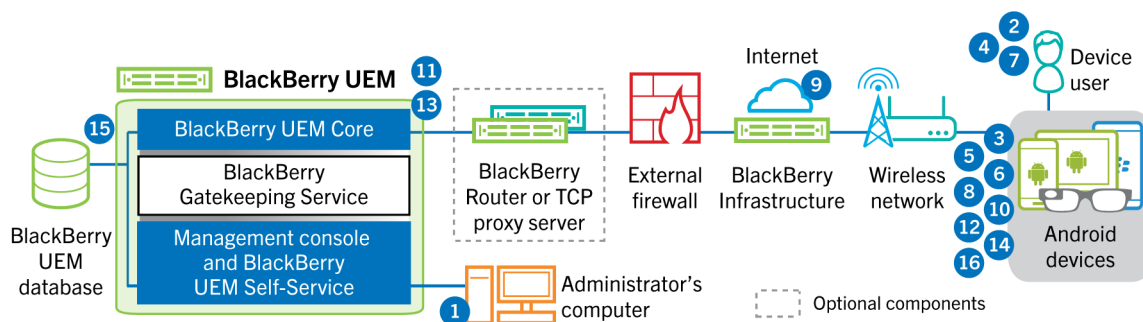 BlackBerry UEM
11
13
15
BlackBerry UEM Core
BlackBerry
Gatekeeping Service
Management console
and BlackBerry
UEM Self-Service
BlackBerry
UEM
database
1
Administrator's
computer
BlackBerry
Router or TCP
proxy server
External
firewall
Internet
9
BlackBerry
Infrastructure
Wireless
network
2
4
7
Device
user
3
5
6
8
10
12
14
16
Android
devices
Optional components